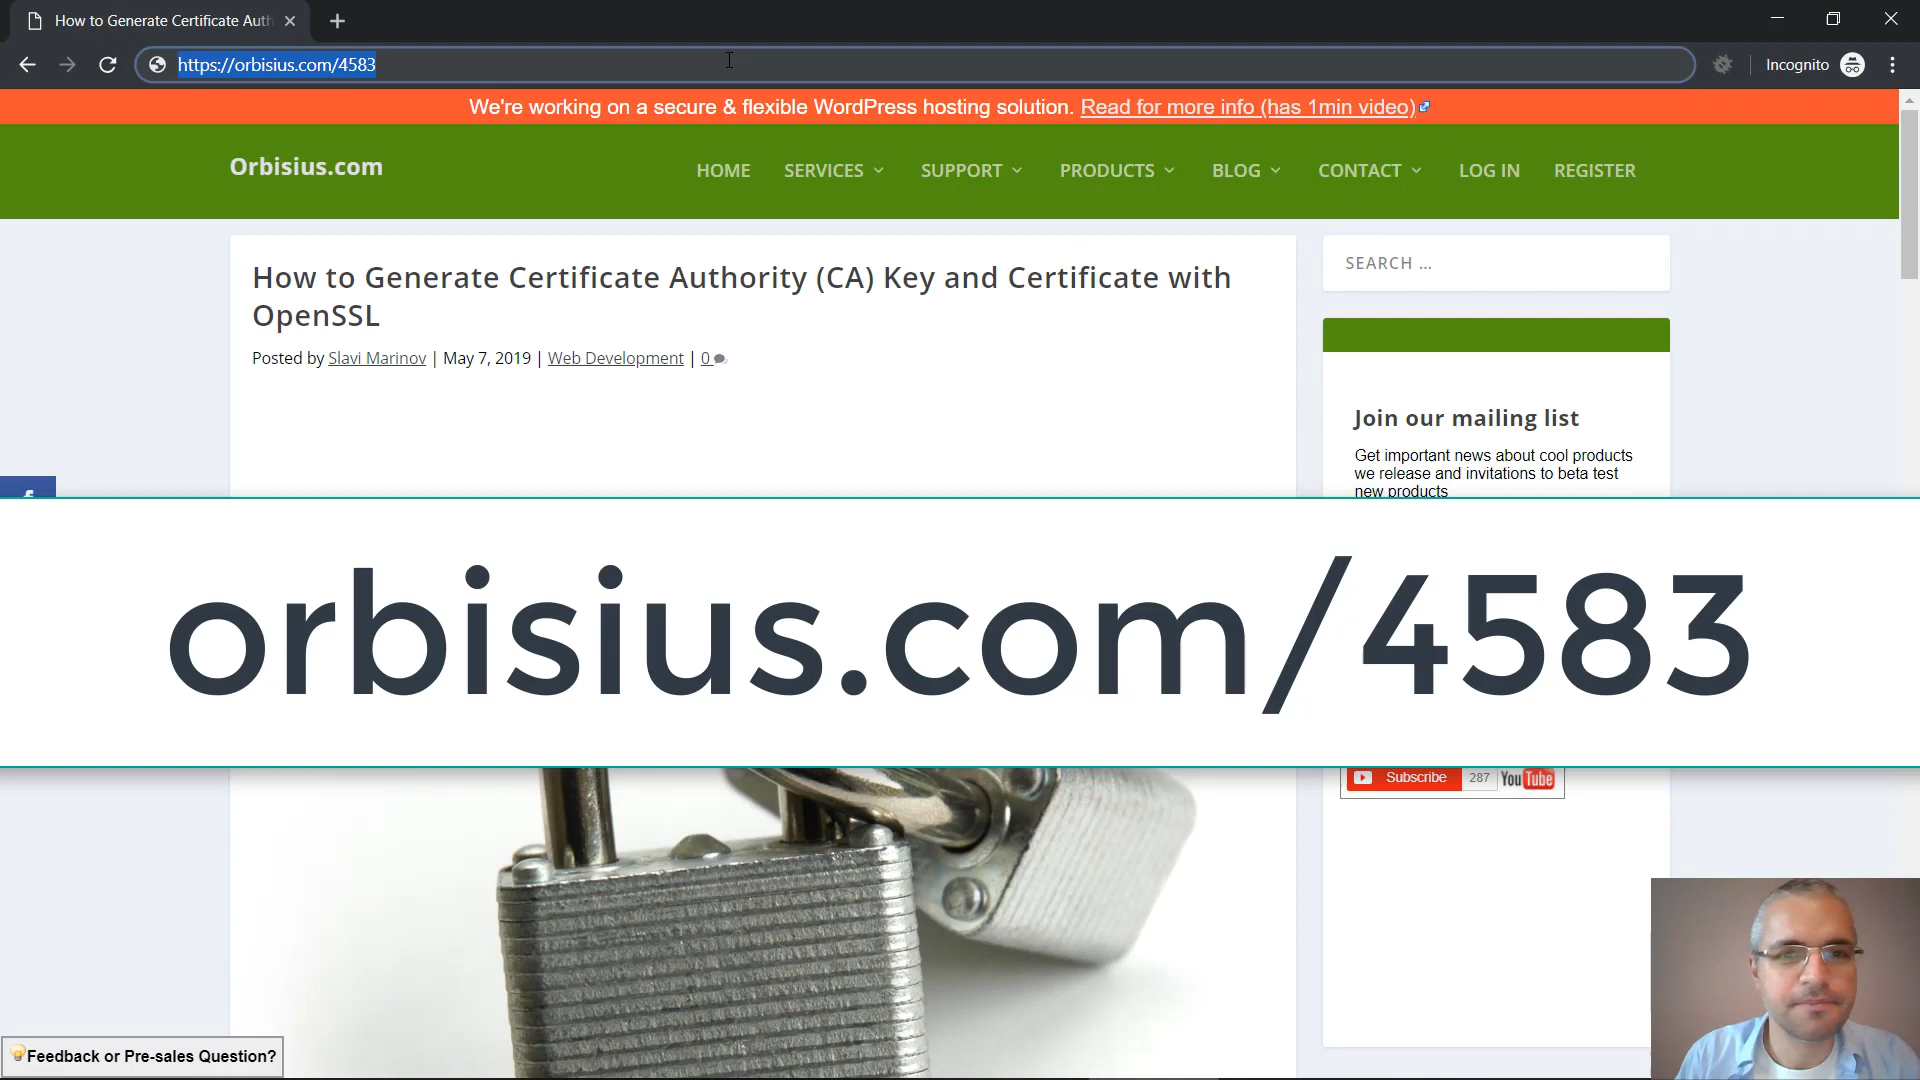 How to Generate Certificate Auth
https://orbisius.com/4583
Incognito
We're working on a secure & flexible WordPress hosting solution. Read for more info (has 1min video)
Orbisius.com
HOME SERVICES SUPPORT PRODUCTS BLOG CONTACT LOG IN REGISTER
How to Generate Certificate Authority (CA) Key and Certificate with
OpenSSL
Posted by Slavi Marinov | May 7, 2019 | Web Development | 0
SEARCH ...
Join our mailing list
Get important news about cool products
we release and invitations to beta test
new products
orbisius.com/4583
Subscribe 287 YouTube
Feedback or Pre-sales Question?